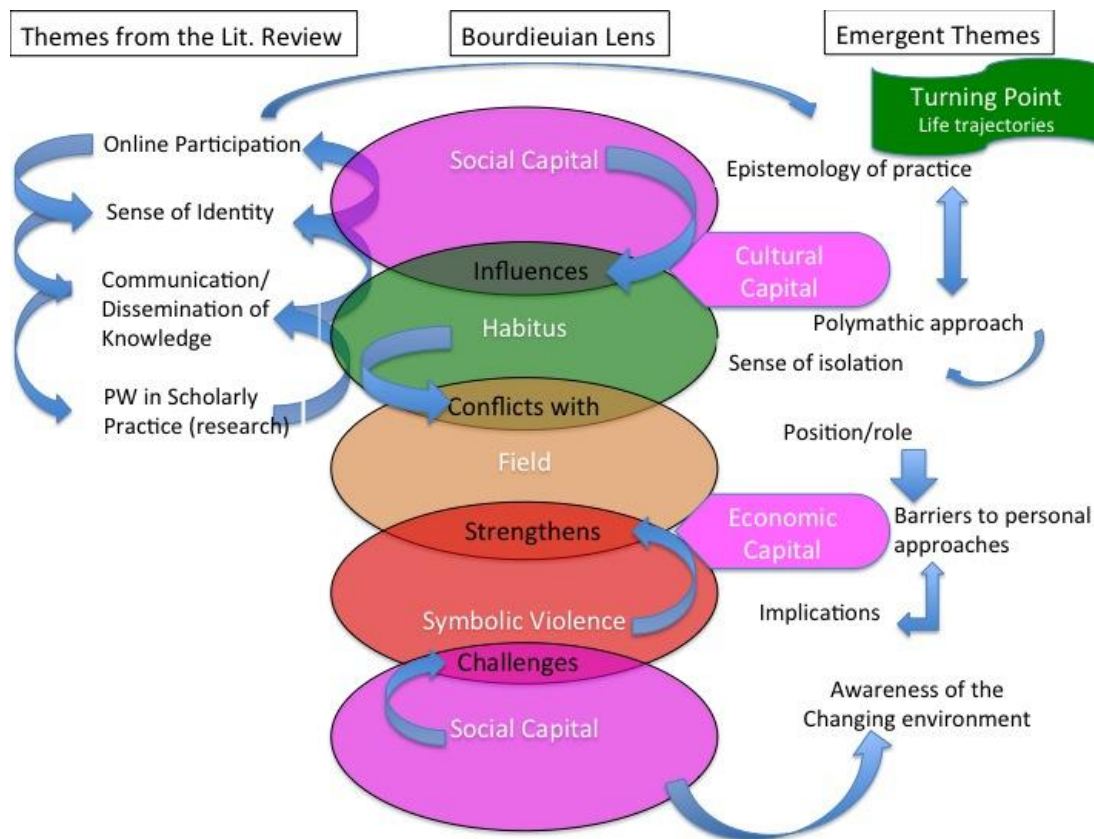 Themes from the Lit. Review
Bourdieuian Lens
Emergent Themes
Online Participation
Sense of Identity
Communication/
Dissemination of
Knowledge
PW in Scholarly
Practice (research)
Social Capital
Influences
Habitus
Conflicts with
Field
Strengthens
Symbolic Violence
Challenges
Social Capital
Cultural
Capital
Economic
Capital
Turning Point
Life trajectories
Epistemology of practice
Polymathic approach
Sense of isolation
Position/role
Barriers to personal
approaches
Implications
Awareness of the
Changing environment